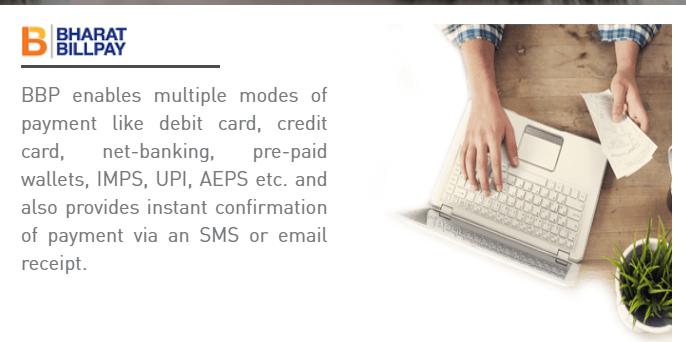 B BHARAT
BILLPAY
BBP enables multiple modes of
payment like debit card, credit
card, net-banking, pre-paid
wallets, IMPS, UPI, AEPS etc. and
also provides instant confirmation
of payment via an SMS or email
receipt.